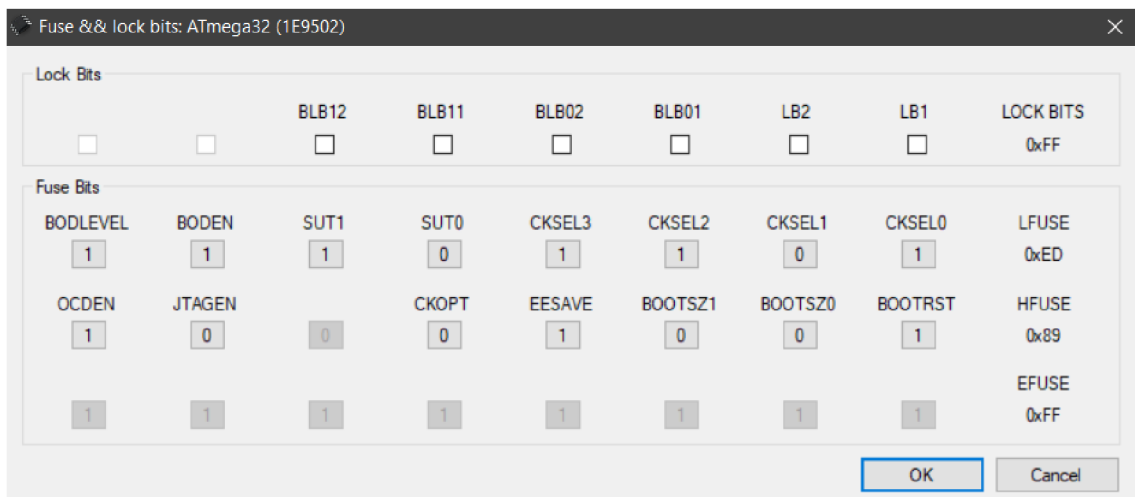 Fuse && lock bits: ATmega32 (1E9502)
Lock Bits
BLB12 BLB11 BLB02 BLB01 LB2 LB1 LOCK BITS
0xFF
Fuse Bits
BODLEVEL BODEN SUT1 SUT0 CKSEL3 CKSEL2 CKSEL1 CKSEL0 LFUSE
1 1 1 0 1 1 0 1 0xED
OCDEN JTAGEN CKOPT EESAVE BOOTSZ1 BOOTSZ0 BOOTRST HFUSE
1 0 0 0 1 0 0 1 0x89
EFUSE
1 1 1 1 1 1 1 1 0xFF
OK Cancel